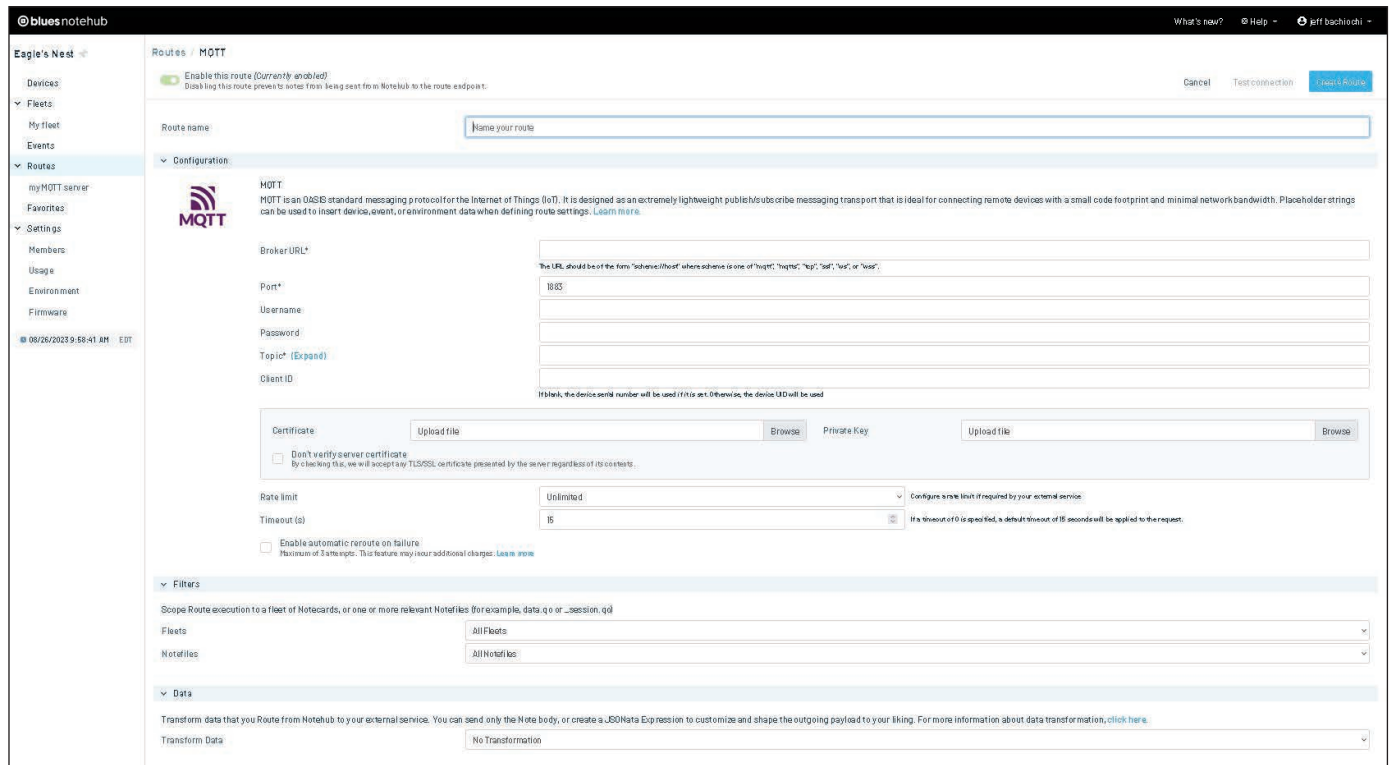 blues notehub
What's new? Help jeff bachiochi
Eagle's Nest
Devices
Fleets
My fleet
Events
Routes
myMQTT server
Favorites
Settings
Members
Usage
Environment
Firmware
08/26/2023 9:58:41 AM EDT
Routes / MQTT
Enable this route (Currently enabled)
Disabling this route prevents notes from being sent from Notehub to the route endpoint.
Cancel Test connection Create Route
Route name Name your route
Configuration
MQTT
MQTT
MQTT is an OASIS standard messaging protocol for the Internet of Things (IoT). It is designed as an extremely lightweight publish/subscribe messaging transport that is ideal for connecting remote devices with a small code footprint and minimal network bandwidth. Placeholder strings
can be used to insert device, event, or environment data when defining route settings. Learn more.
Broker URL*
The URL should be of the form "scheme://host" where scheme is one of "mqtt", "mqtts", "tcp", "ssl", "ws", or "wss".
Port* 1883
Username
Password
Topic* (Expand)
Client ID
If blank, the device serial number will be used if it is set. Otherwise, the device UID will be used
Certificate Upload file Browse Private Key Upload file Browse
Don't verify server certificate
By checking this, we will accept any TLS/SSL certificate presented by the server regardless of its contents.
Rate limit Unlimited Configure a rate limit if required by your external service
Timeout (s) 15 If a timeout of 0 is specified, a default timeout of 15 seconds will be applied to the request.
Enable automatic reroute on failure
Maximum of 3 attempts. This feature may incur additional charges. Learn more
Filters
Scope Route execution to a fleet of Notecards, or one or more relevant Notefiles (for example, data.qo or _session.qo)
Fleets All Fleets
Notefiles All Notefiles
Data
Transform data that you Route from Notehub to your external service. You can send only the Note body, or create a JSONata Expression to customize and shape the outgoing payload to your liking. For more information about data transformation, click here.
Transform Data No Transformation